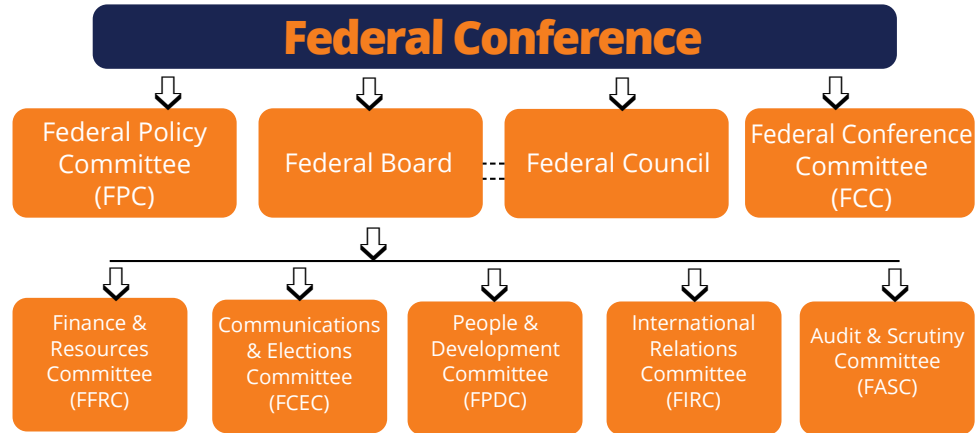 Federal Conference
Federal Policy
Committee
(FPC)
Federal Board
Federal Council
Federal Conference
Committee
(FCC)
Finance &
Resources
Committee
(FFRC)
Communications
& Elections
Committee
(FCEC)
People &
Development
Committee
(FPDC)
International
Relations
Committee
(FIRC)
Audit & Scrutiny
Committee
(FASC)